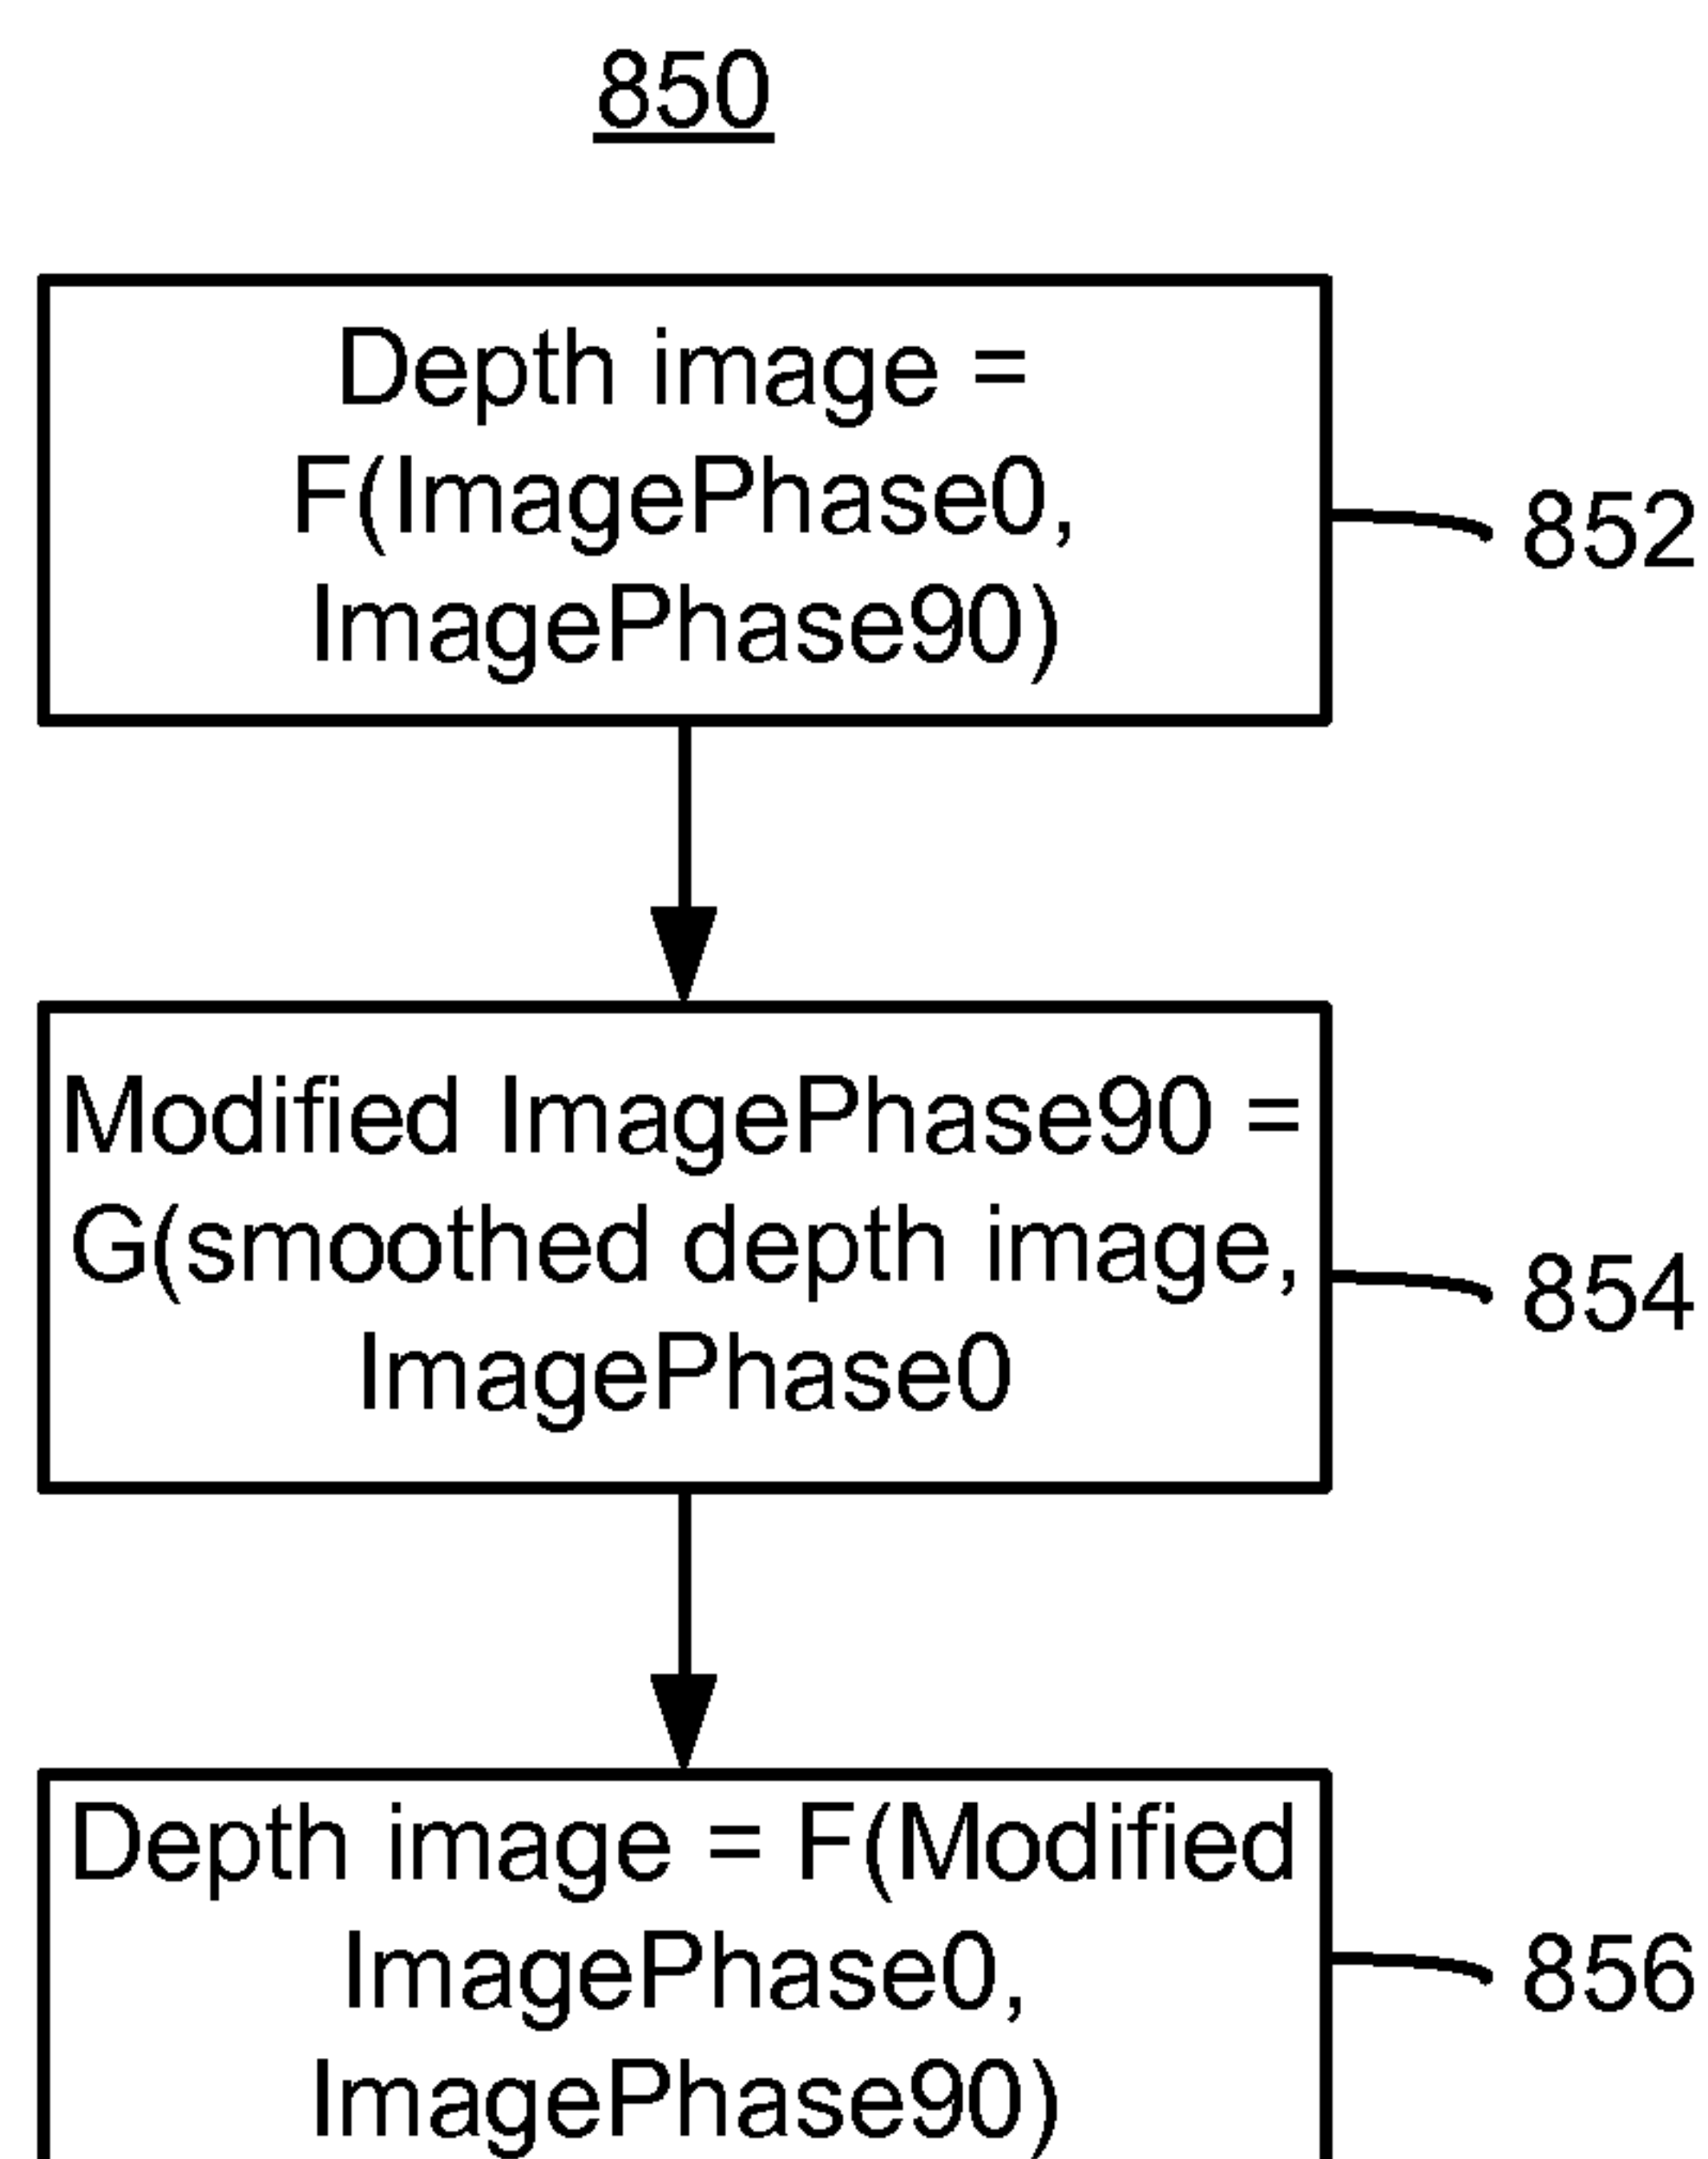 850
Depth image =
F(ImagePhase0,
ImagePhase90)
852
Modified ImagePhase90 =
G(smoothed depth image,
ImagePhase0
854
Depth image = F(Modified
ImagePhase0,
ImagePhase90)
856